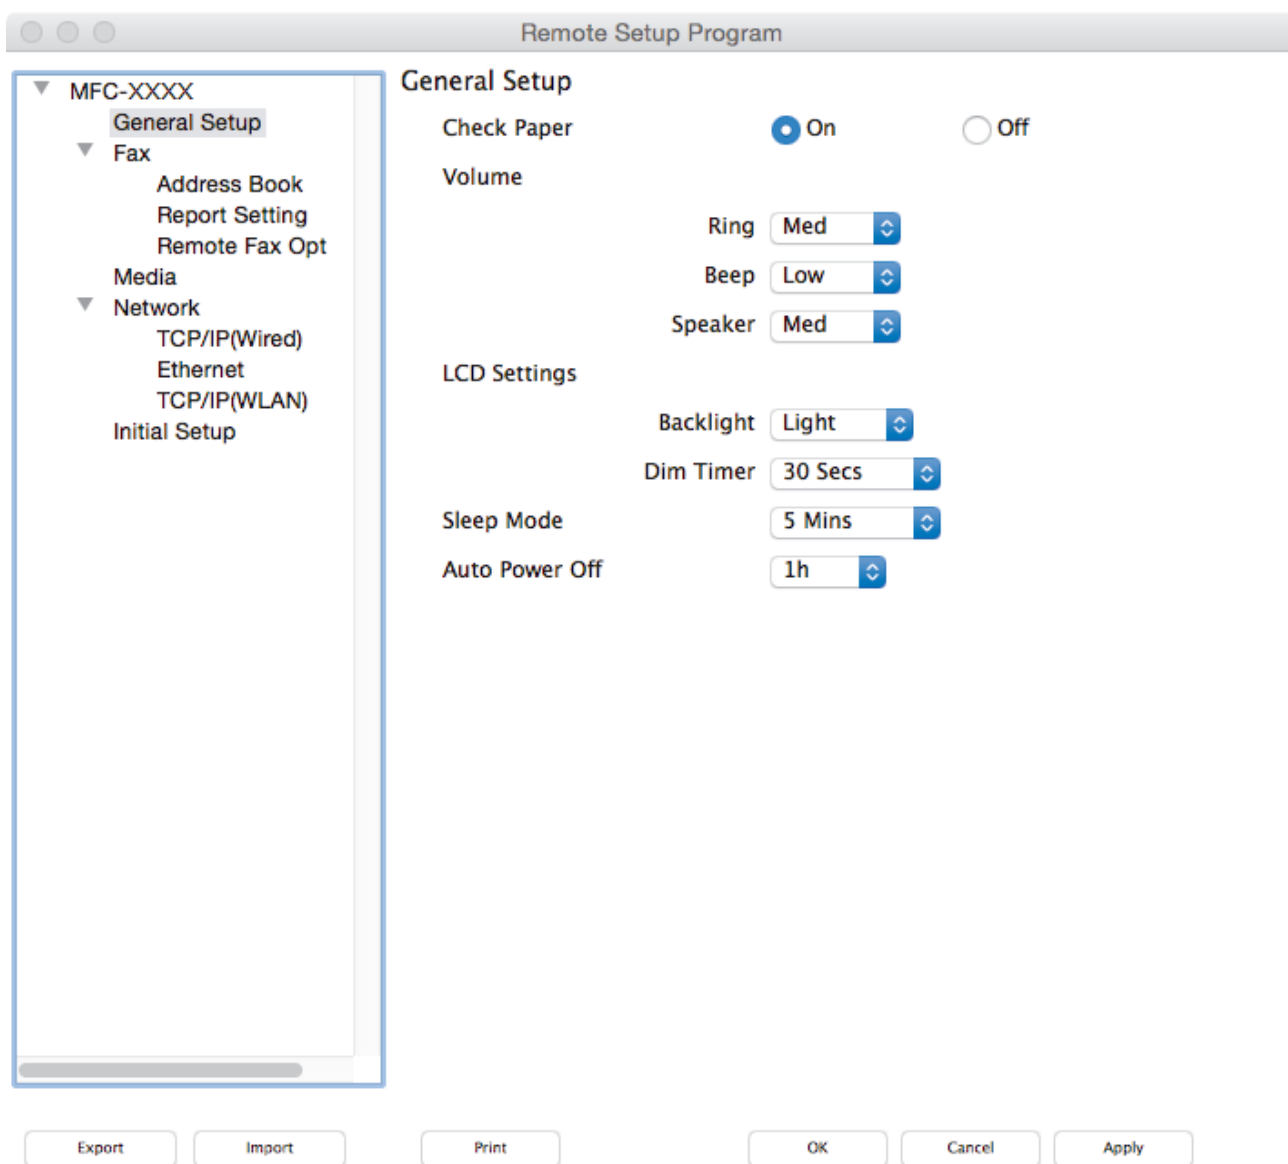 Remote Setup Program
MFC-XXXX
General Setup
Fax
Address Book
Report Setting
Remote Fax Opt
Media
Network
TCP/IP(Wired)
Ethernet
TCP/IP(WLAN)
Initial Setup
General Setup
Check Paper On Off
Volume
Ring Med
Beep Low
Speaker Med
LCD Settings
Backlight Light
Dim Timer 30 Secs
Sleep Mode 5 Mins
Auto Power Off 1h
Export Import Print OK Cancel Apply